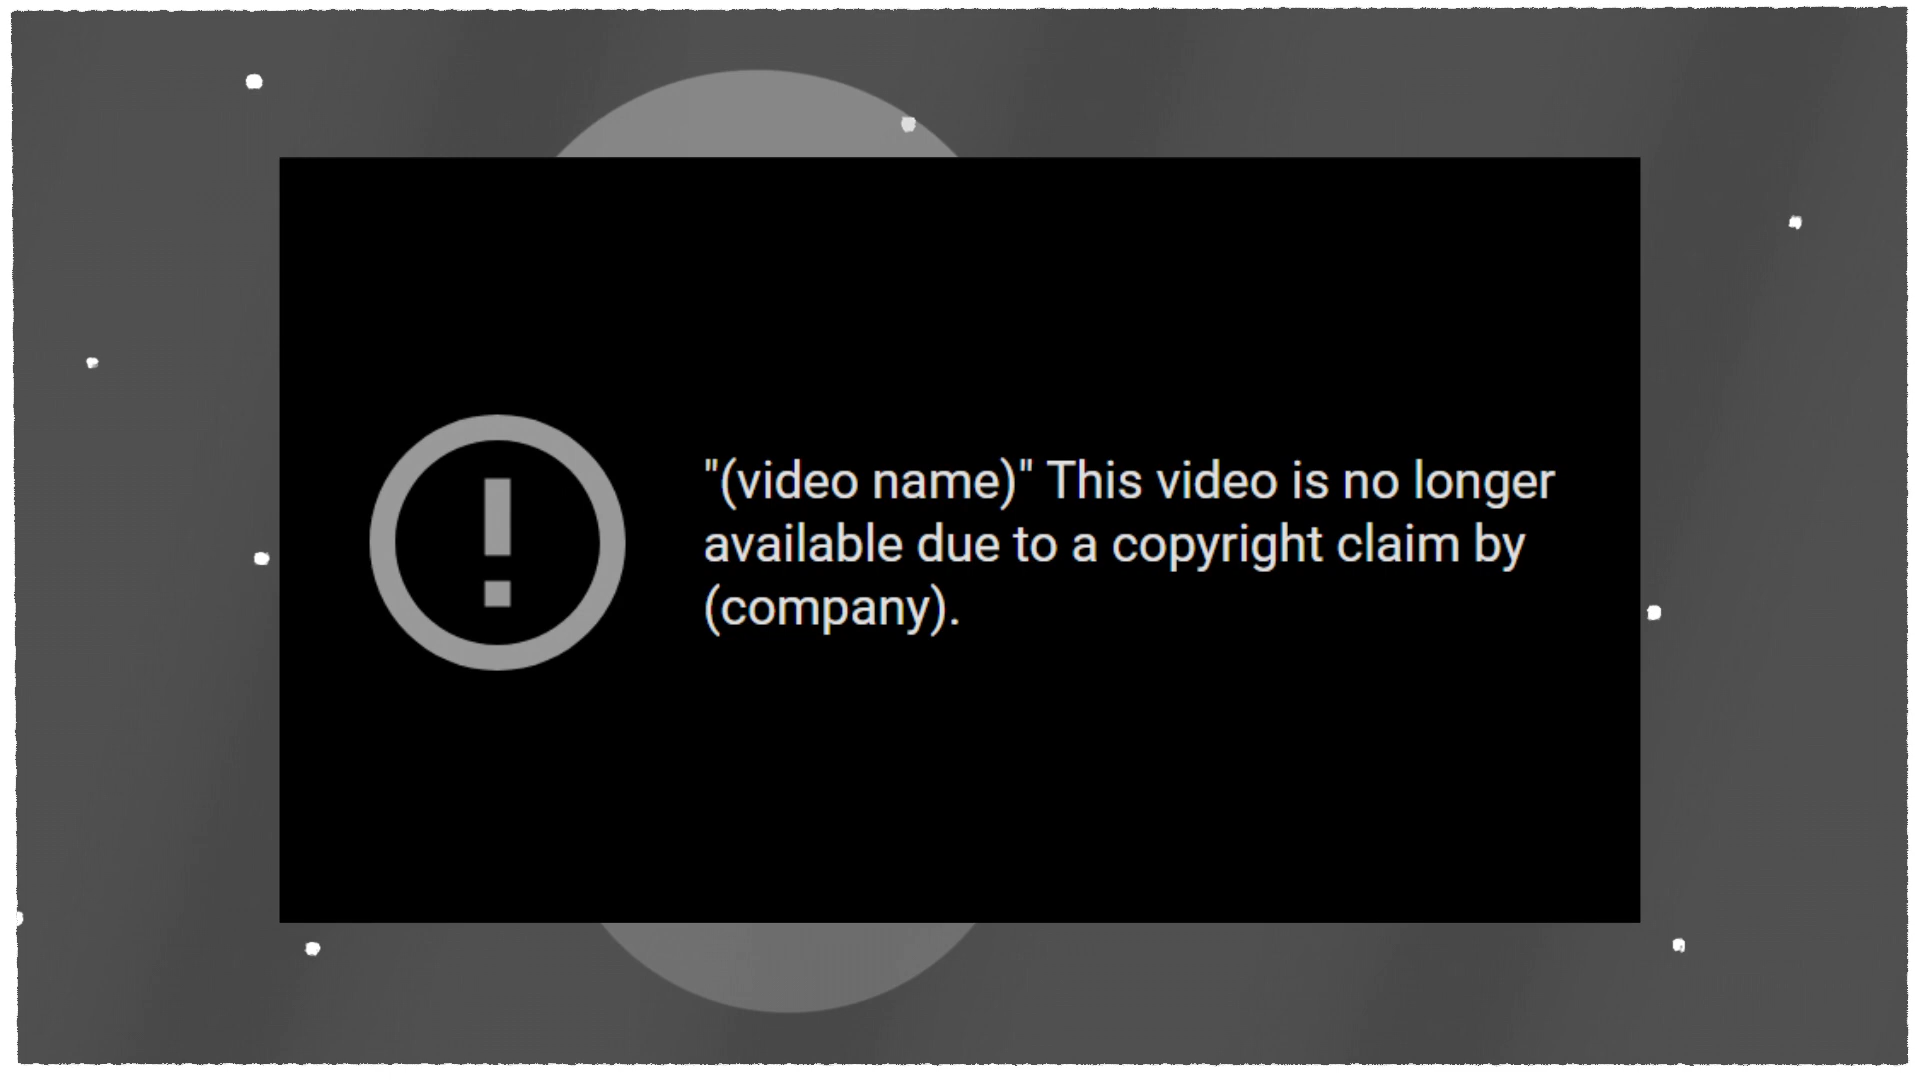 "(video name)" This video is no longer
available due to a copyright claim by
(company).